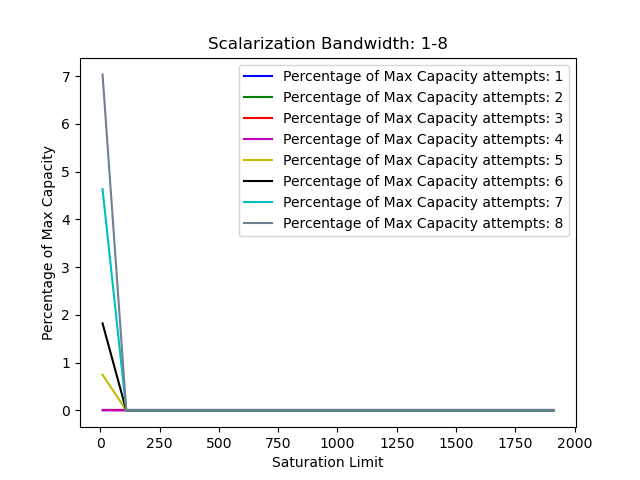 Scalarization Bandwidth: 1-8
Percentage of Max Capacity attempts: 1
Percentage of Max Capacity attempts: 2
Percentage of Max Capacity attempts: 3
Percentage of Max Capacity attempts: 4
Percentage of Max Capacity attempts: 5
Percentage of Max Capacity attempts: 6
Percentage of Max Capacity attempts: 7
Percentage of Max Capacity attempts: 8
Percentage of Max Capacity
7
6
5
4
3
2
1
0
0 250 500 750 1000 1250 1500 1750 2000
Saturation Limit